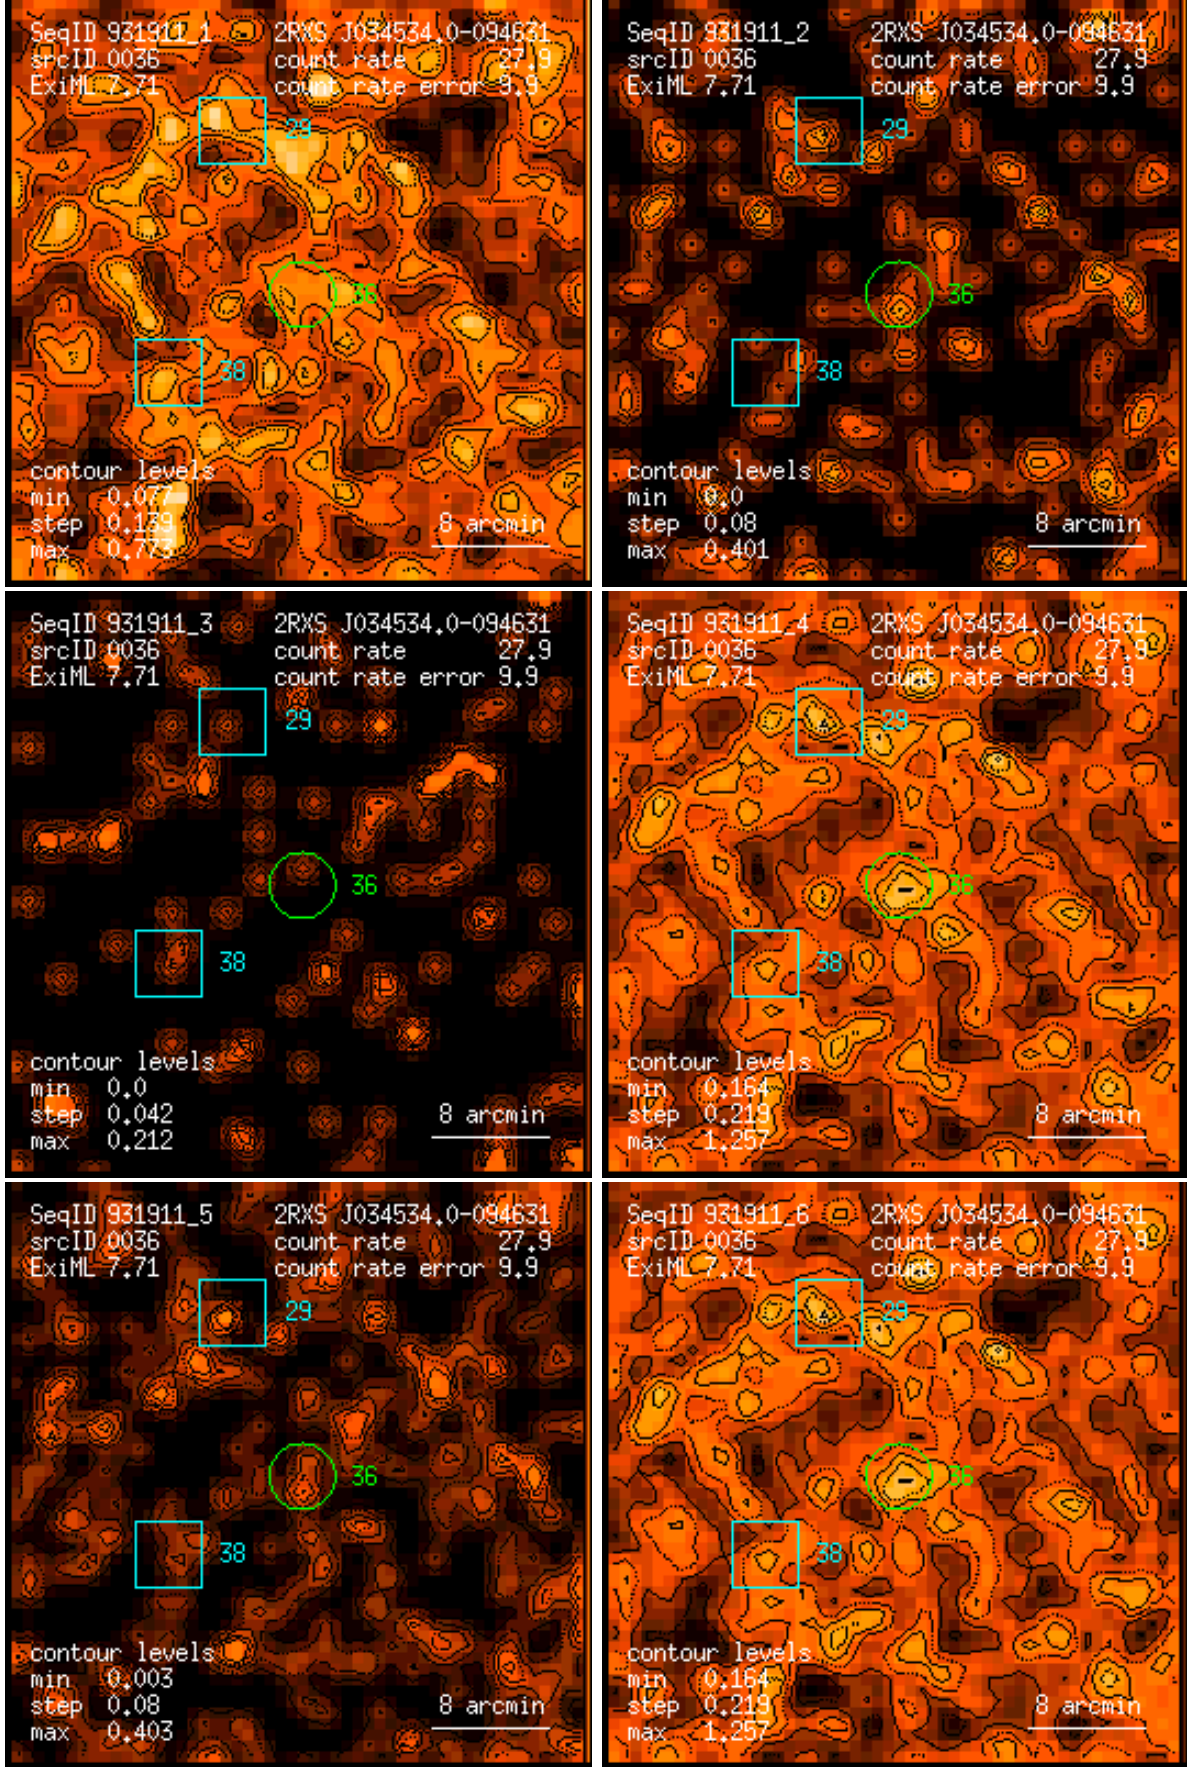 SeqID 931911_1 2RXS J034534.0-094631
srcID 0036 count rate 27.9
ExiML 7.71 count rate error 9.9
29
36
38
contour levels
min 0.077
step 0.139
max 0.773
8 arcmin
SeqID 931911_2 2RXS J034534.0-094631
srcID 0036 count rate 27.9
ExiML 7.71 count rate error 9.9
29
36
38
contour levels
min 0.0
step 0.08
max 0.401
8 arcmin
SeqID 931911_3 2RXS J034534.0-094631
srcID 0036 count rate 27.9
ExiML 7.71 count rate error 9.9
29
36
38
contour levels
min 0.0
step 0.042
max 0.212
8 arcmin
SeqID 931911_4 2RXS J034534.0-094631
srcID 0036 count rate 27.9
ExiML 7.71 count rate error 9.9
29
36
38
contour levels
min 0.164
step 0.219
max 1.257
8 arcmin
SeqID 931911_5 2RXS J034534.0-094631
srcID 0036 count rate 27.9
ExiML 7.71 count rate error 9.9
29
36
38
contour levels
min 0.003
step 0.08
max 0.403
8 arcmin
SeqID 931911_6 2RXS J034534.0-094631
srcID 0036 count rate 27.9
ExiML 7.71 count rate error 9.9
29
36
38
contour levels
min 0.164
step 0.219
max 1.257
8 arcmin